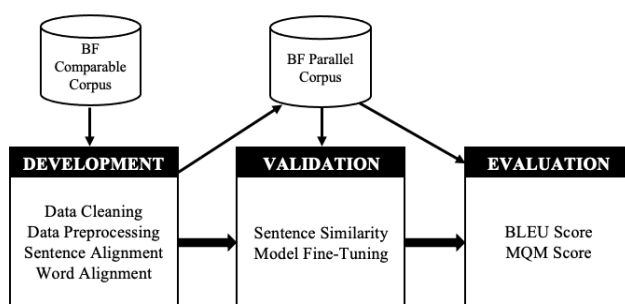 BF
Comparable
Corpus
BF Parallel
Corpus
DEVELOPMENT
Data Cleaning
Data Preprocessing
Sentence Alignment
Word Alignment
VALIDATION
Sentence Similarity
Model Fine-Tuning
EVALUATION
BLEU Score
MQM Score